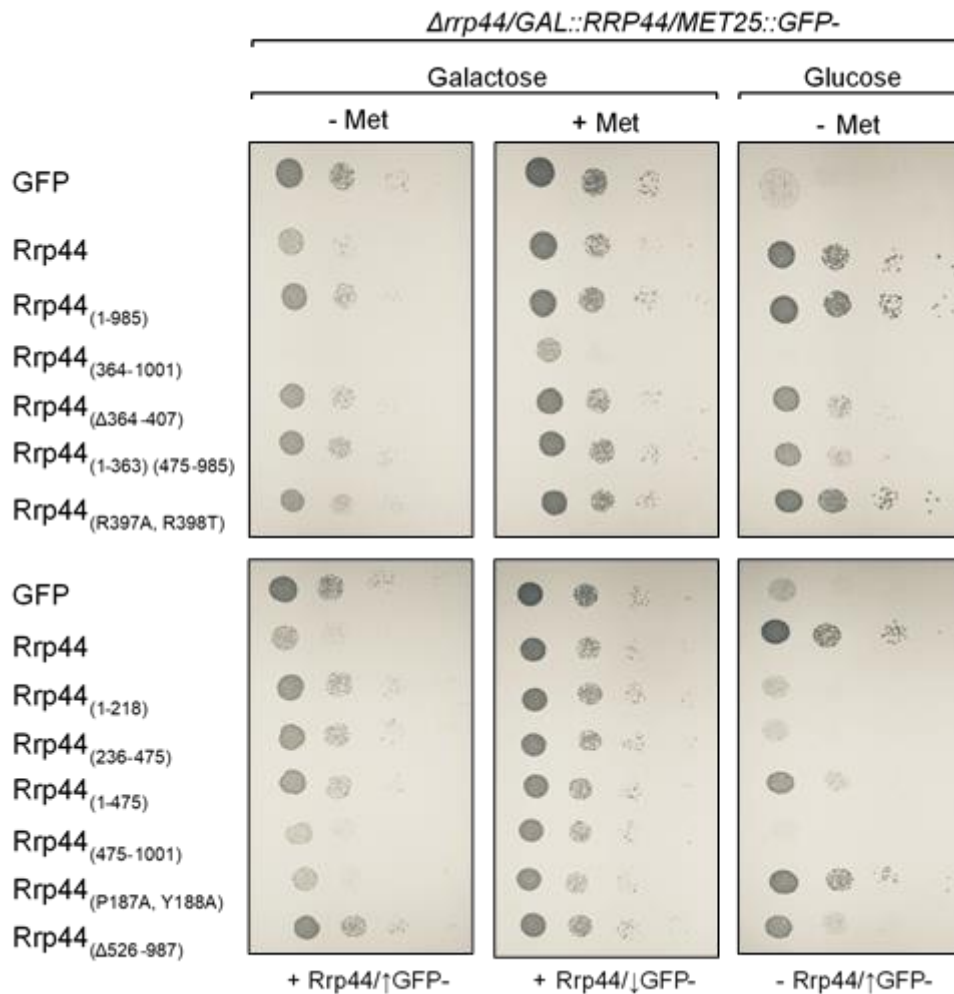 Δrrp44/GAL::RRP44/MET25::GFP-
Galactose
Glucose
- Met
+ Met
- Met
GFP
Rrp44
Rrp44(1-985)
Rrp44(364-1001)
Rrp44(Δ364-407)
Rrp44(1-363) (475-985)
Rrp44(R397A, R398T)
GFP
Rrp44
Rrp44(1-218)
Rrp44(236-475)
Rrp44(1-475)
Rrp44(475-1001)
Rrp44(P187A, Y188A)
Rrp44(Δ526-987)
+ Rrp44/↑GFP-
+ Rrp44/↓GFP-
- Rrp44/↑GFP-